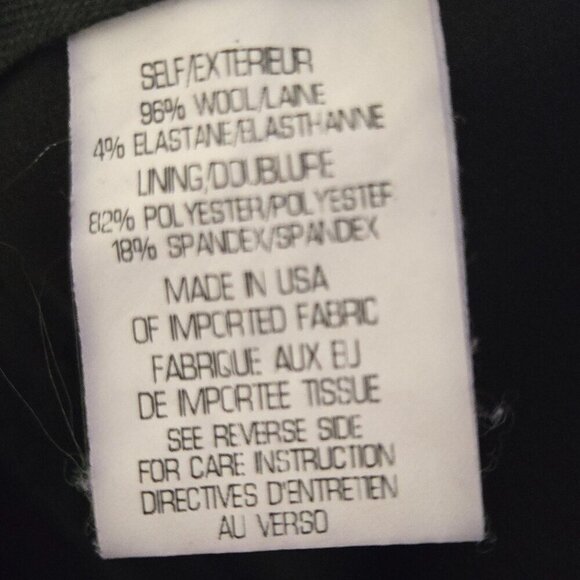 SELF/EXTERIEUR
96% WOOL/LAINE
4% ELASTANE/ELASTHANNE
LINING/DOUBLURE
82% POLYESTER/POLYESTER
18% SPANDEX/SPANDEX
MADE IN USA
OF IMPORTED FABRIC
FABRIQUE AUX EU
DE IMPORTEE TISSUE
SEE REVERSE SIDE
FOR CARE INSTRUCTION
DIRECTIVES D'ENTRETIEN
AU VERSO